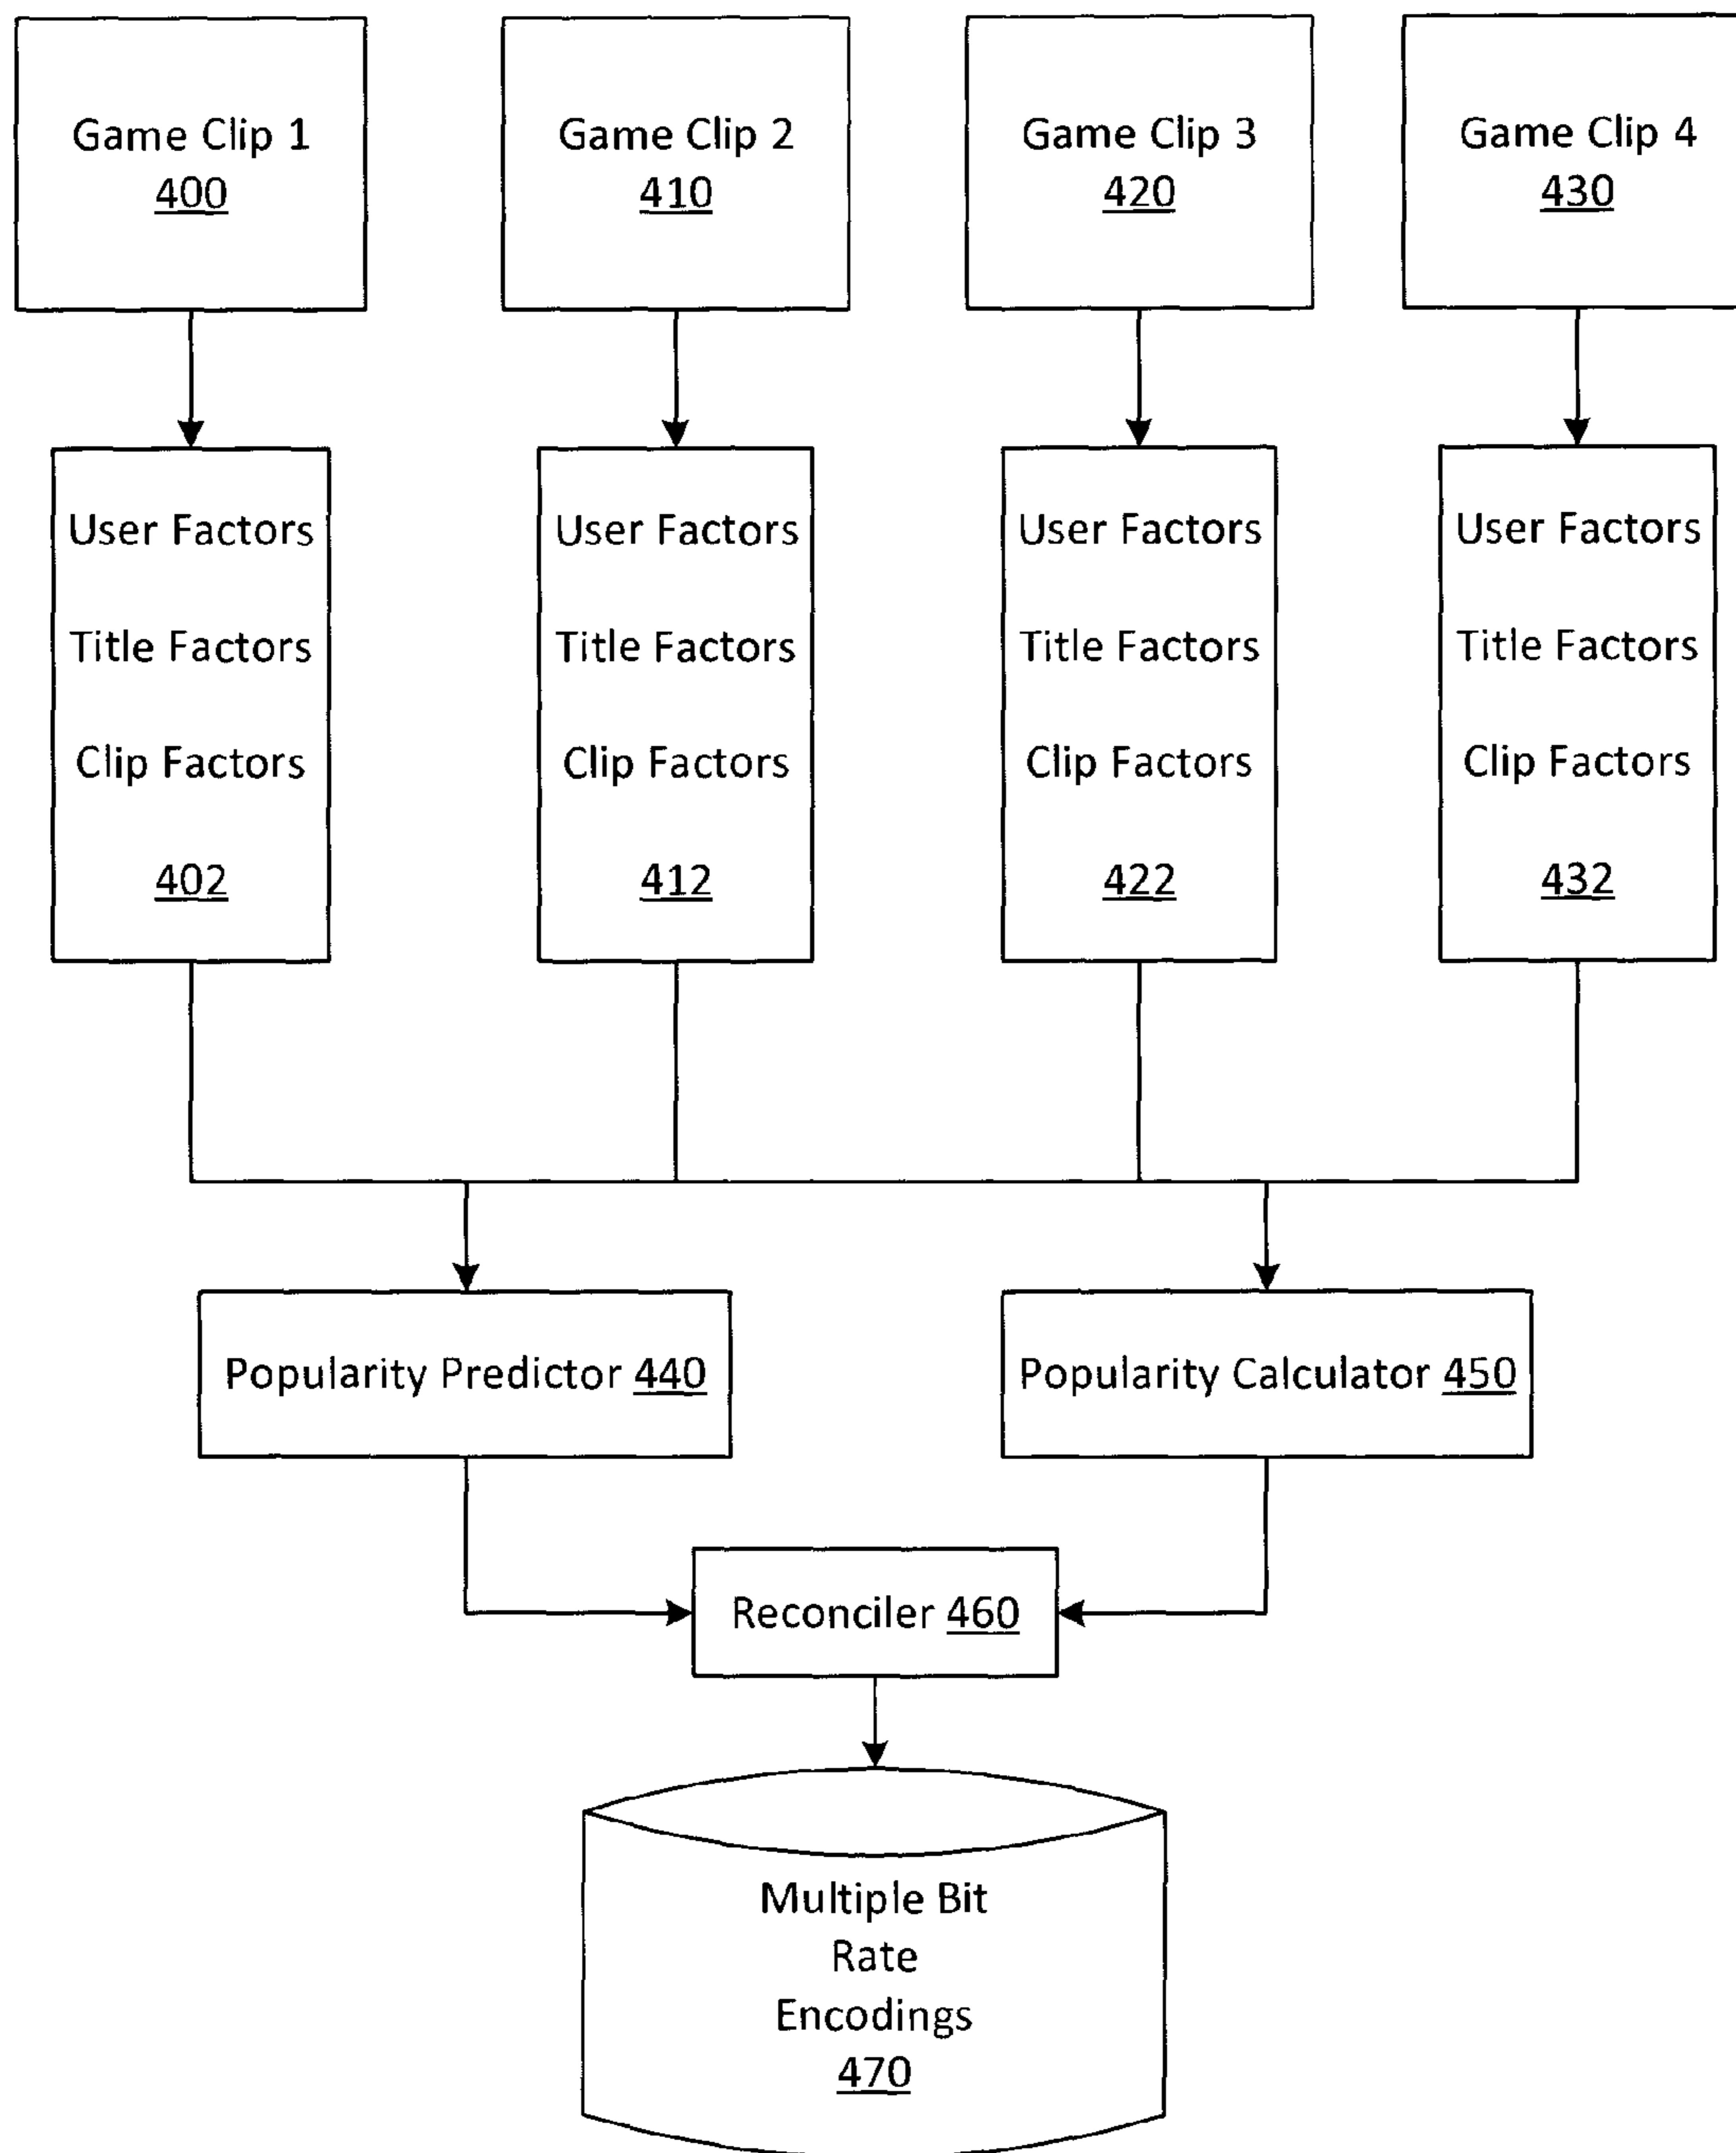 Game Clip 1
400
Game Clip 2
410
Game Clip 3
420
Game Clip 4
430
User Factors
Title Factors
Clip Factors
402
User Factors
Title Factors
Clip Factors
412
User Factors
Title Factors
Clip Factors
422
User Factors
Title Factors
Clip Factors
432
Popularity Predictor 440
Popularity Calculator 450
Reconciler 460
Multiple Bit
Rate
Encodings
470